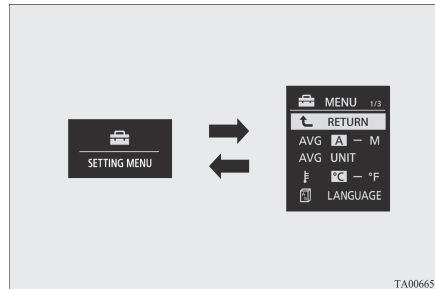 SETTING MENU
MENU 1/3
RETURN
AVG A – M
AVG UNIT
°C – °F
LANGUAGE
TA00665